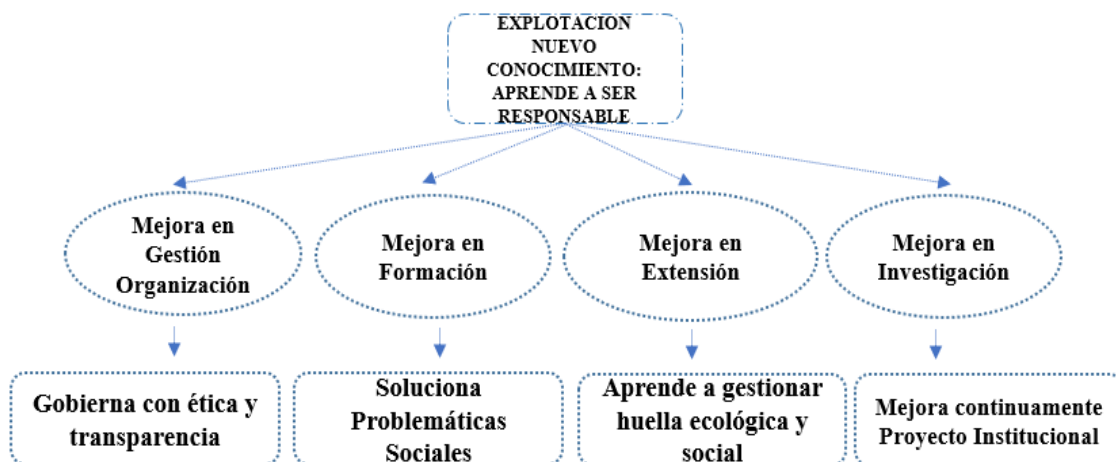 EXPLOTACION
NUEVO
CONOCIMIENTO:
APRENDE A SER
RESPONSABLE
Mejora en
Gestión
Organización
Mejora en
Formación
Mejora en
Extensión
Mejora en
Investigación
Gobierna con ética y
transparencia
Soluciona
Problemáticas
Sociales
Aprende a gestionar
huella ecológica y
social
Mejora continuamente
Proyecto Institucional